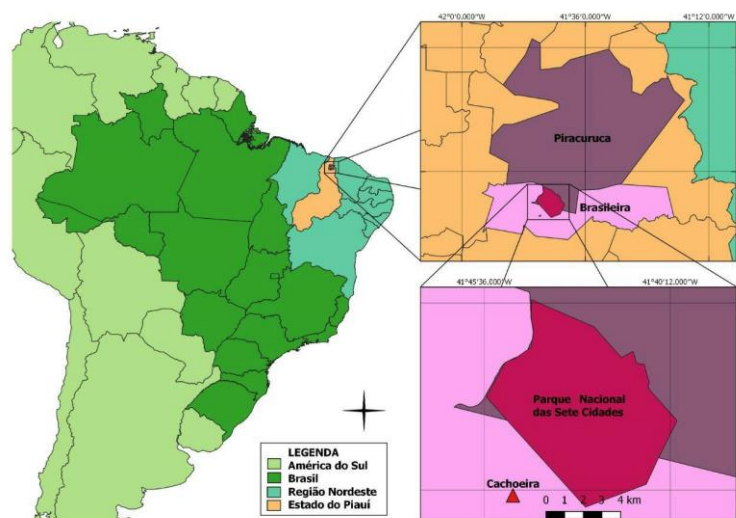 42°0'0.000"W 41°36'0.000"W 41°12'0.000"W
Piracuruca
Brasileira
41°45'36.000"W 41°40'12.000"W
Parque Nacional
das Sete Cidades
Cachoeira
0 1 2 3 4 km
LEGENDA
América do Sul
Brasil
Região Nordeste
Estado do Piauí